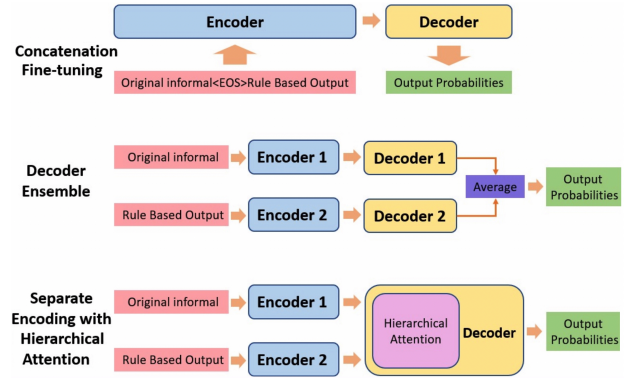 Concatenation
Fine-tuning
Encoder
Decoder
Original informal<EOS>Rule Based Output
Output Probabilities
Decoder
Ensemble
Original informal
Encoder 1
Decoder 1
Rule Based Output
Encoder 2
Decoder 2
Average
Output
Probabilities
Separate
Encoding with
Hierarchical
Attention
Original informal
Encoder 1
Rule Based Output
Encoder 2
Hierarchical
Attention
Decoder
Output
Probabilities